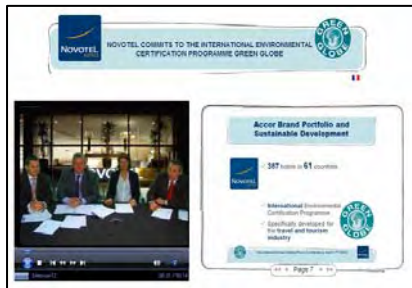 NOVOTEL
NOVOTEL COMMITS TO THE INTERNATIONAL ENVIRONMENTAL
CERTIFICATION PROGRAMME GREEN GLOBE
GREEN GLOBE
Accor Brand Portfolio and
Sustainable Development
NOVOTEL
387 hotels in 61 countries
International Environmental
Certification Programme
Specifically developed for
the travel and tourism
industry
GREEN GLOBE
Page 7